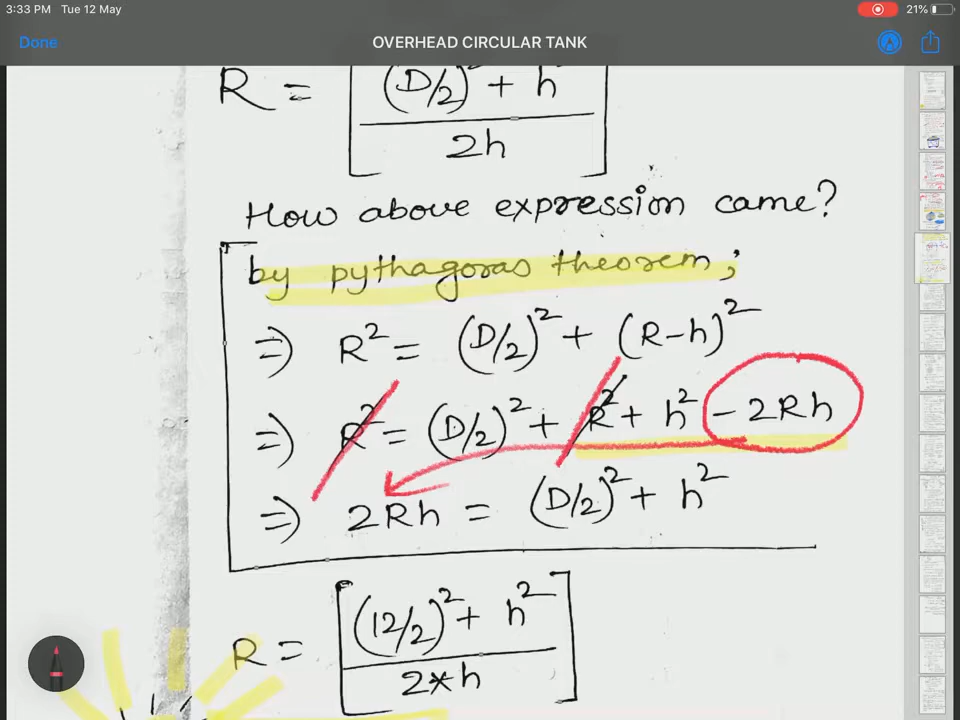 3:33 PM Tue 12 May
21%
Done
OVERHEAD CIRCULAR TANK
R = [(D/2)² + h² / 2h]
How above expression came?
by pythagoras theorem;
⇒) R² = (D/2)² + (R-h)²
⇒) R² = (D/2)² + R² + h² - 2Rh
⇒) 2Rh = (D/2)² + h²
R = [(12/2)² + h² / 2*h]